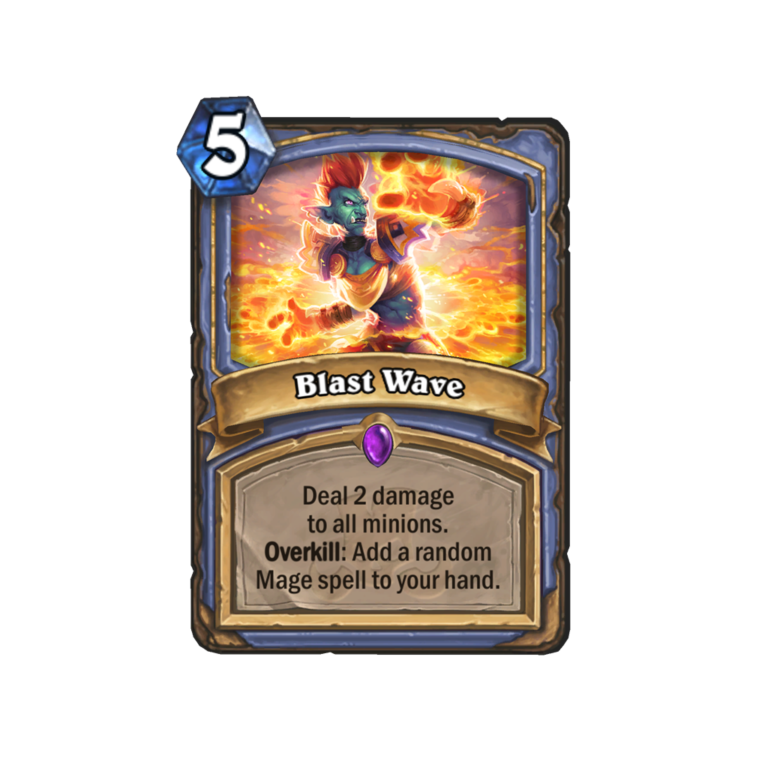 5
Blast Wave
Deal 2 damage
to all minions.
Overkill: Add a random
Mage spell to your hand.